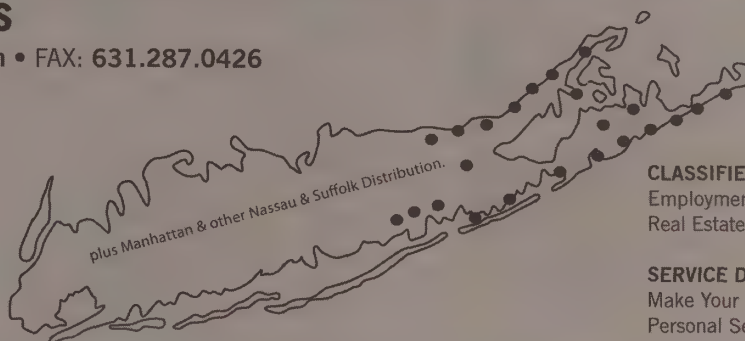 S
• FAX: 631.287.0426
plus Manhattan & other Nassau & Suffolk Distribution.
CLASSIFIE
Employmen
Real Estate
SERVICE D
Make Your
Personal Se